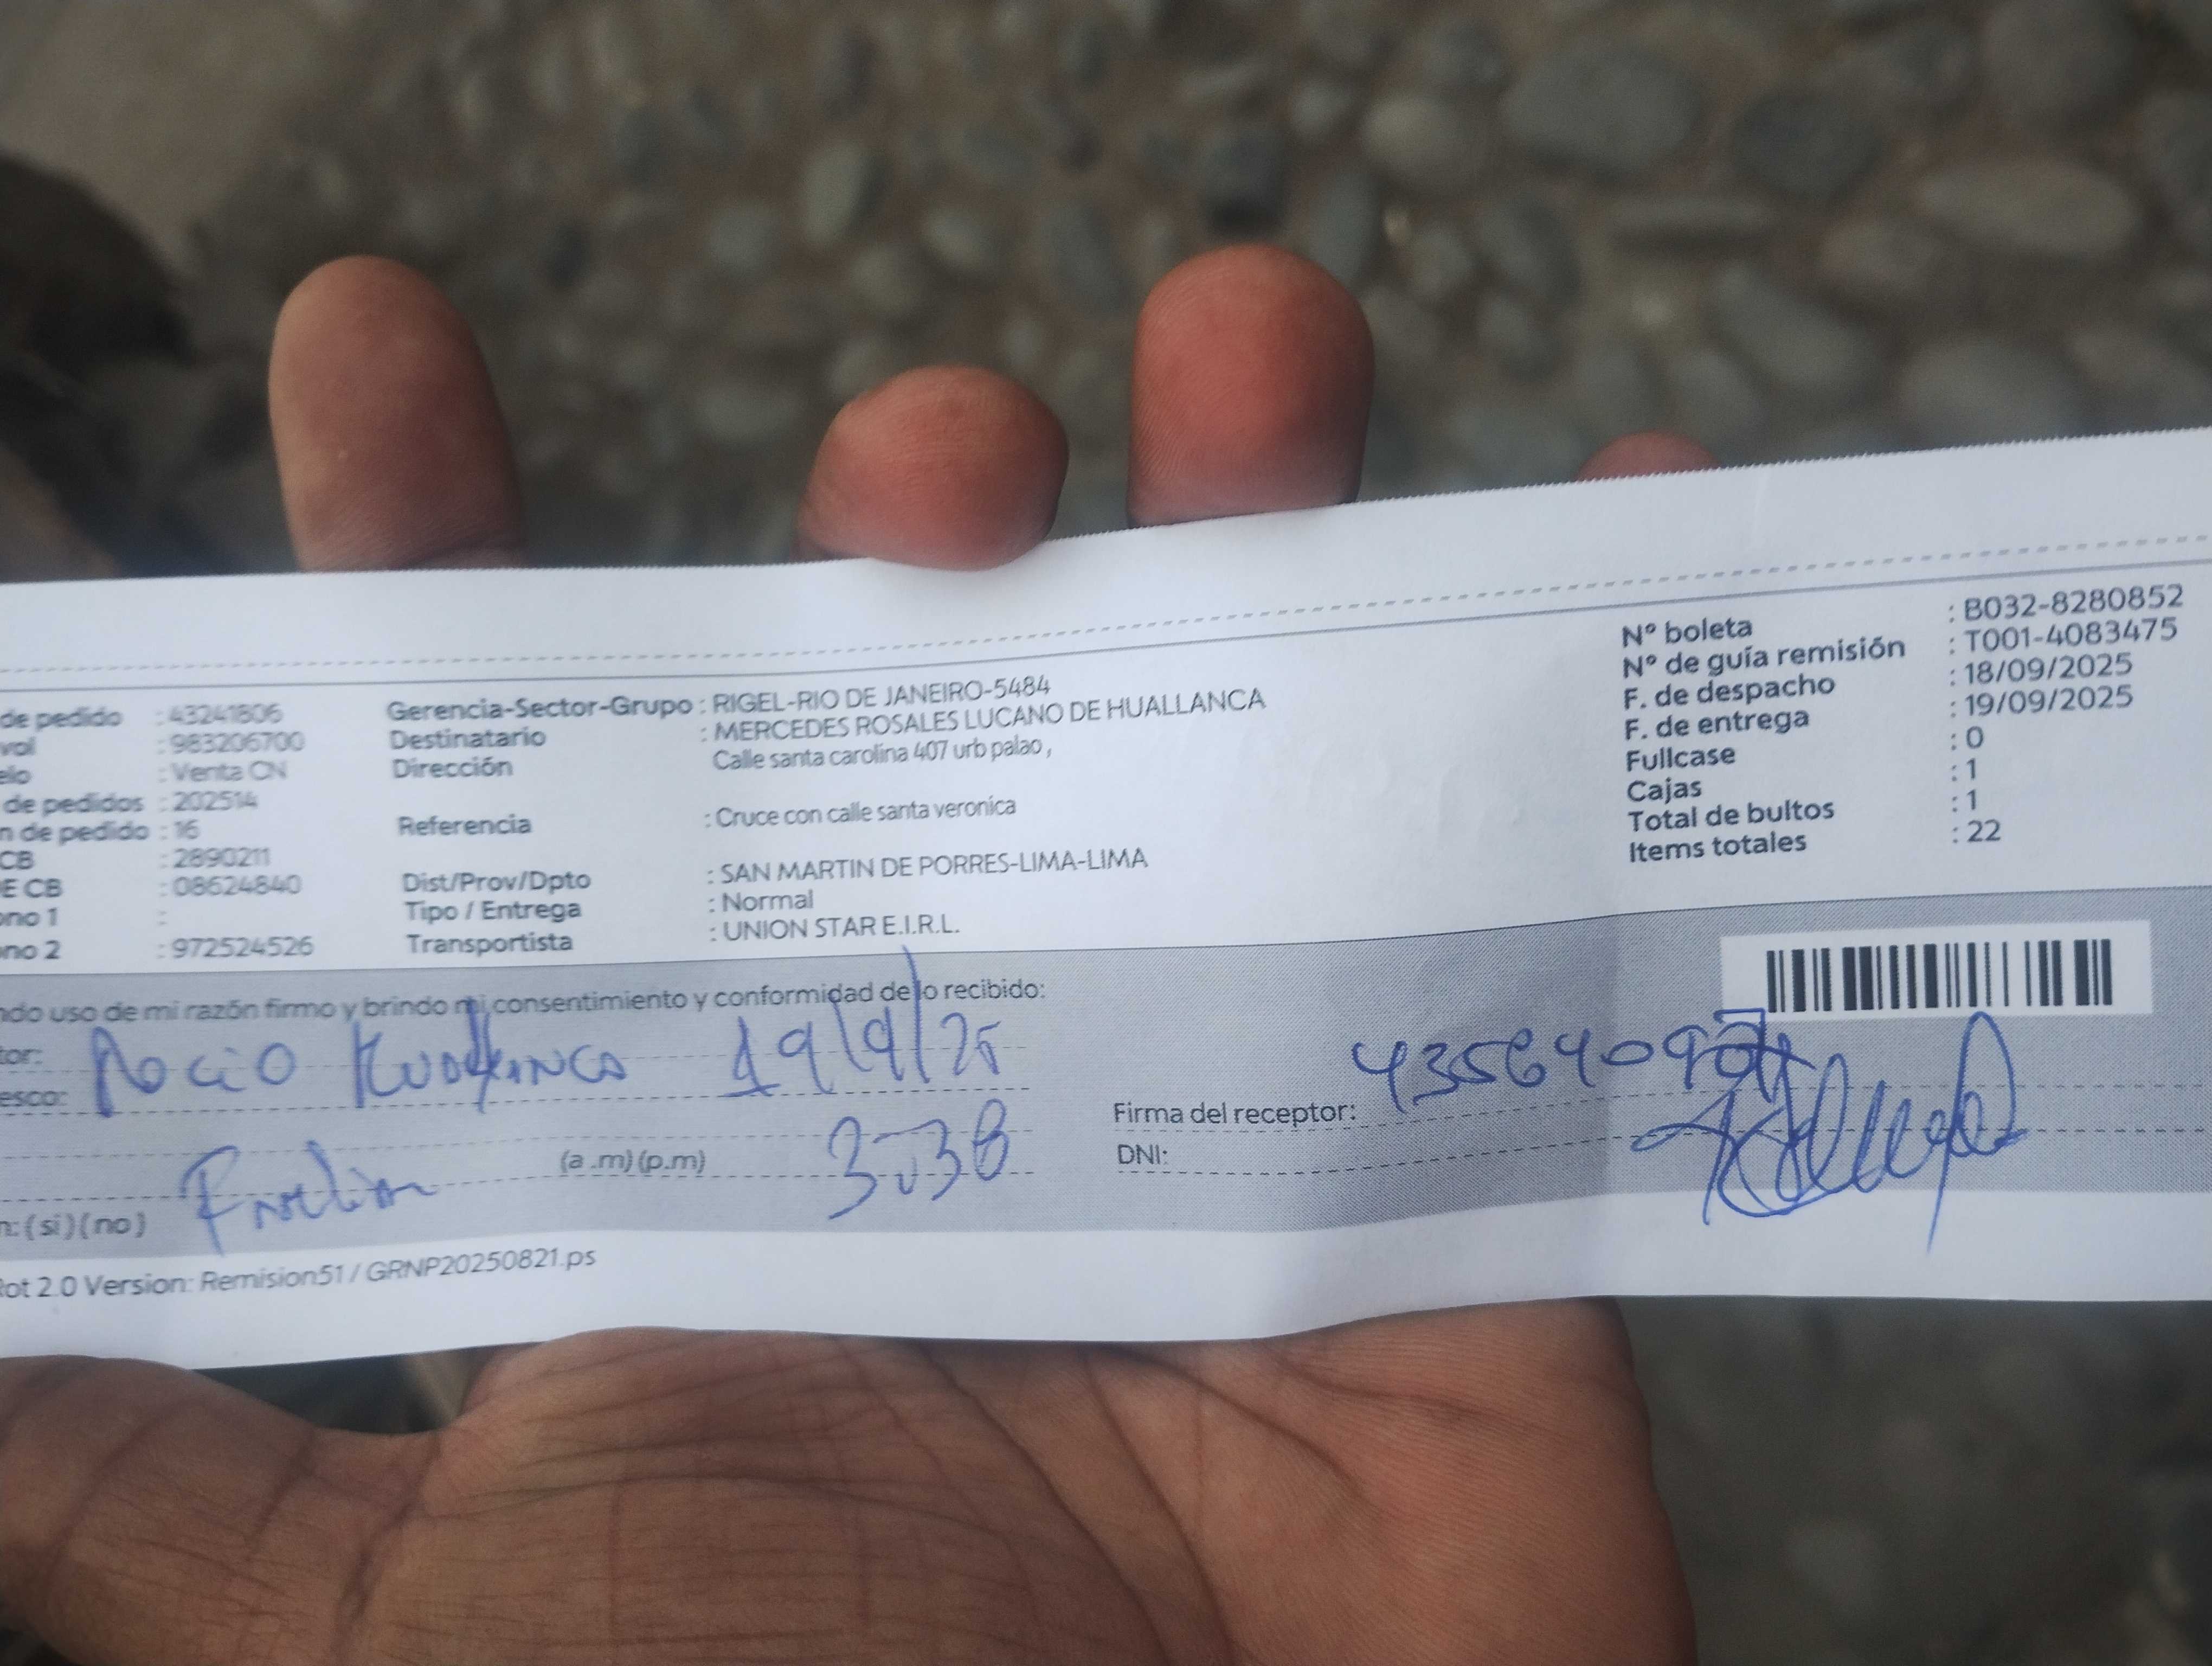 Nº boleta : B032-8280852
Nº de guía remisión : T001-4083475
F. de despacho : 18/09/2025
F. de entrega : 19/09/2025
Fullcase : 0
Cajas : 1
Total de bultos : 1
Items totales : 22
de pedido : 43241806
vol : 983206700
elo : Venta CN
de pedidos : 202514
n de pedido : 16
CB : 2890211
E CB : 08624840
ono 1 :
ono 2 : 972524526
Gerencia-Sector-Grupo : RIGEL-RIO DE JANEIRO-5484
Destinatario : MERCEDES ROSALES LUCANO DE HUALLANCA
Dirección Calle santa carolina 407 urb palao ,
Referencia : Cruce con calle santa veronica
Dist/Prov/Dpto : SAN MARTIN DE PORRES-LIMA-LIMA
Tipo / Entrega : Normal
Transportista : UNION STAR E.I.R.L.
ndo uso de mi razón firmo y brindo mi consentimiento y conformidad de lo recibido:
tor: Rocio Huallanca 19/9/25
esco:
(a .m) (p.m) 3:38
n: ( si ) ( no )
Firma del receptor:
DNI:
Rot 2.0 Version: Remision51 / GRNP20250821.ps